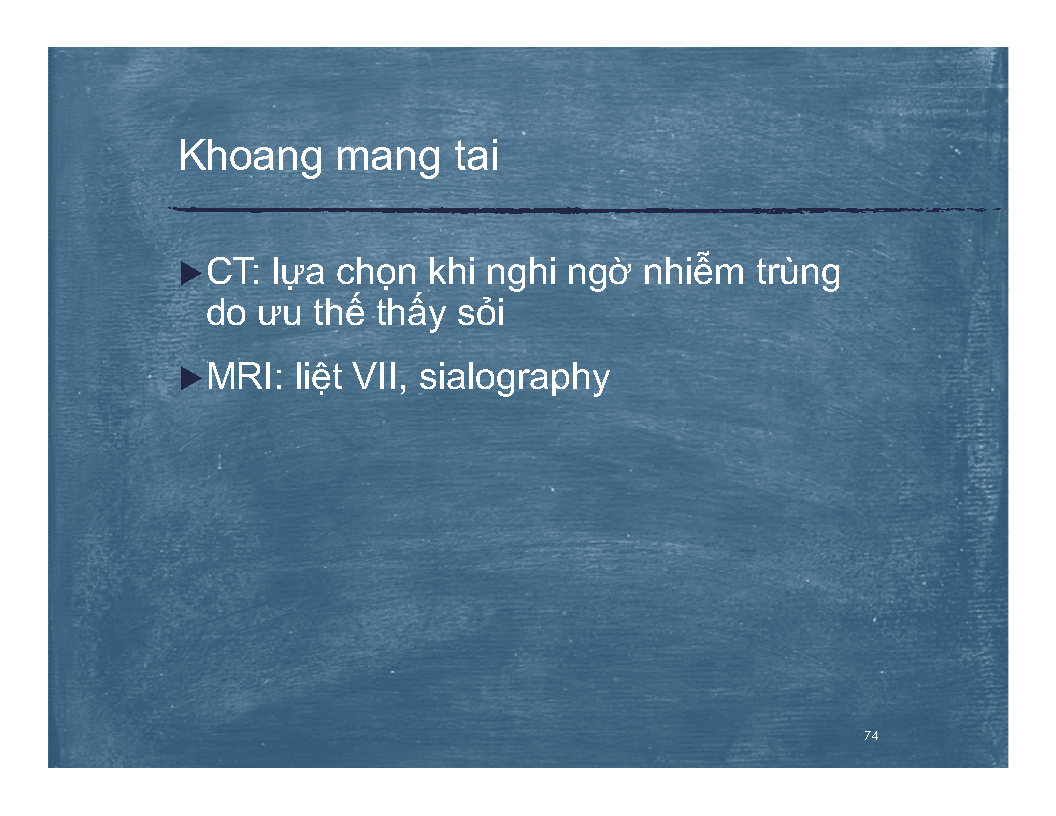 Khoang mang tai
▶CT: lựa chọn khi nghi ngờ nhiễm trùng
do ưu thế thấy sỏi
▶MRI: liệt VII, sialography
74